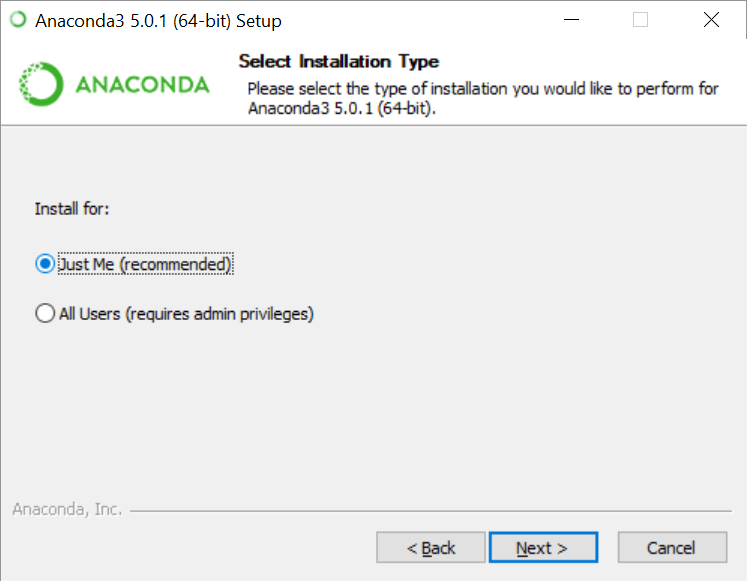 Anaconda3 5.0.1 (64-bit) Setup
ANACONDA
Select Installation Type
Please select the type of installation you would like to perform for
Anaconda3 5.0.1 (64-bit).
Install for:
Just Me (recommended)
All Users (requires admin privileges)
Anaconda, Inc.
< Back
Next >
Cancel